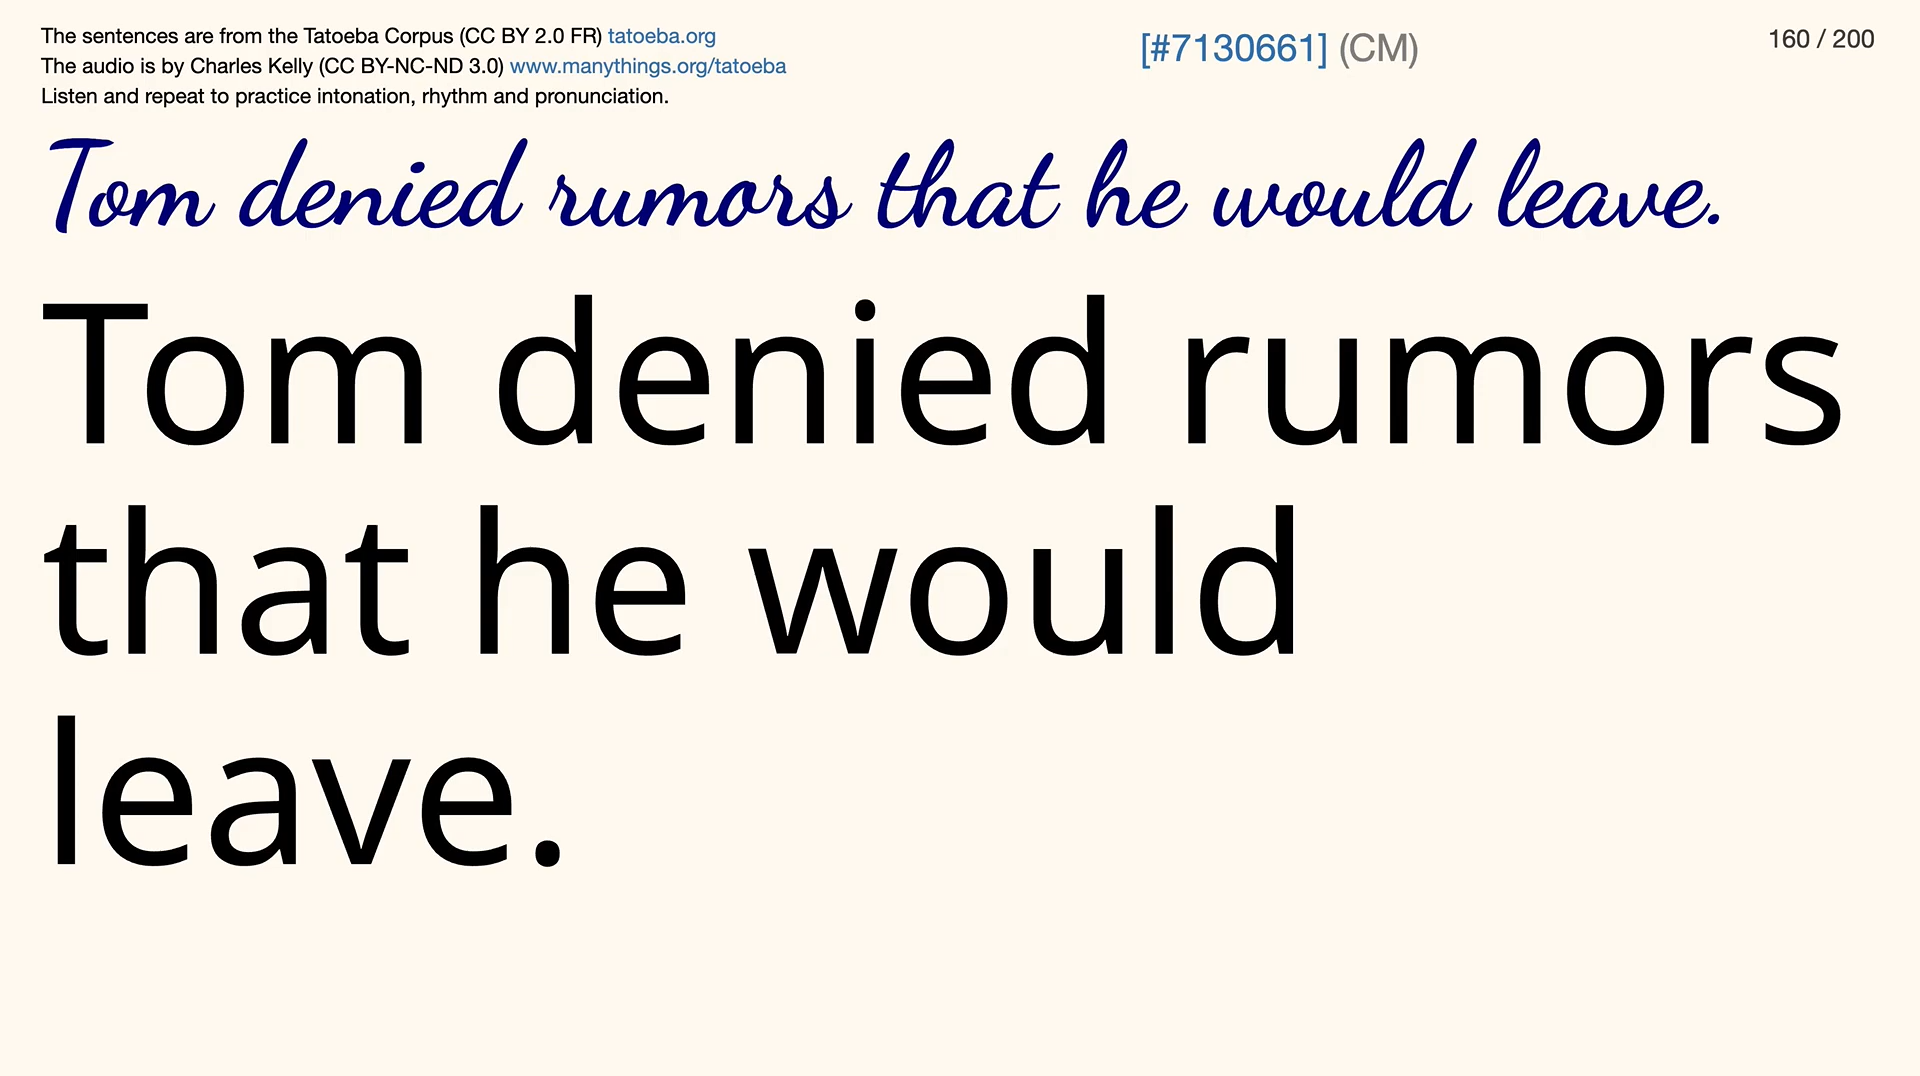 The sentences are from the Tatoeba Corpus (CC BY 2.0 FR) tatoeba.org
The audio is by Charles Kelly (CC BY-NC-ND 3.0) www.manythings.org/tatoeba
Listen and repeat to practice intonation, rhythm and pronunciation.
[#7130661] (CM)
160 / 200
Tom denied rumors that he would leave.
Tom denied rumors
that he would
leave.